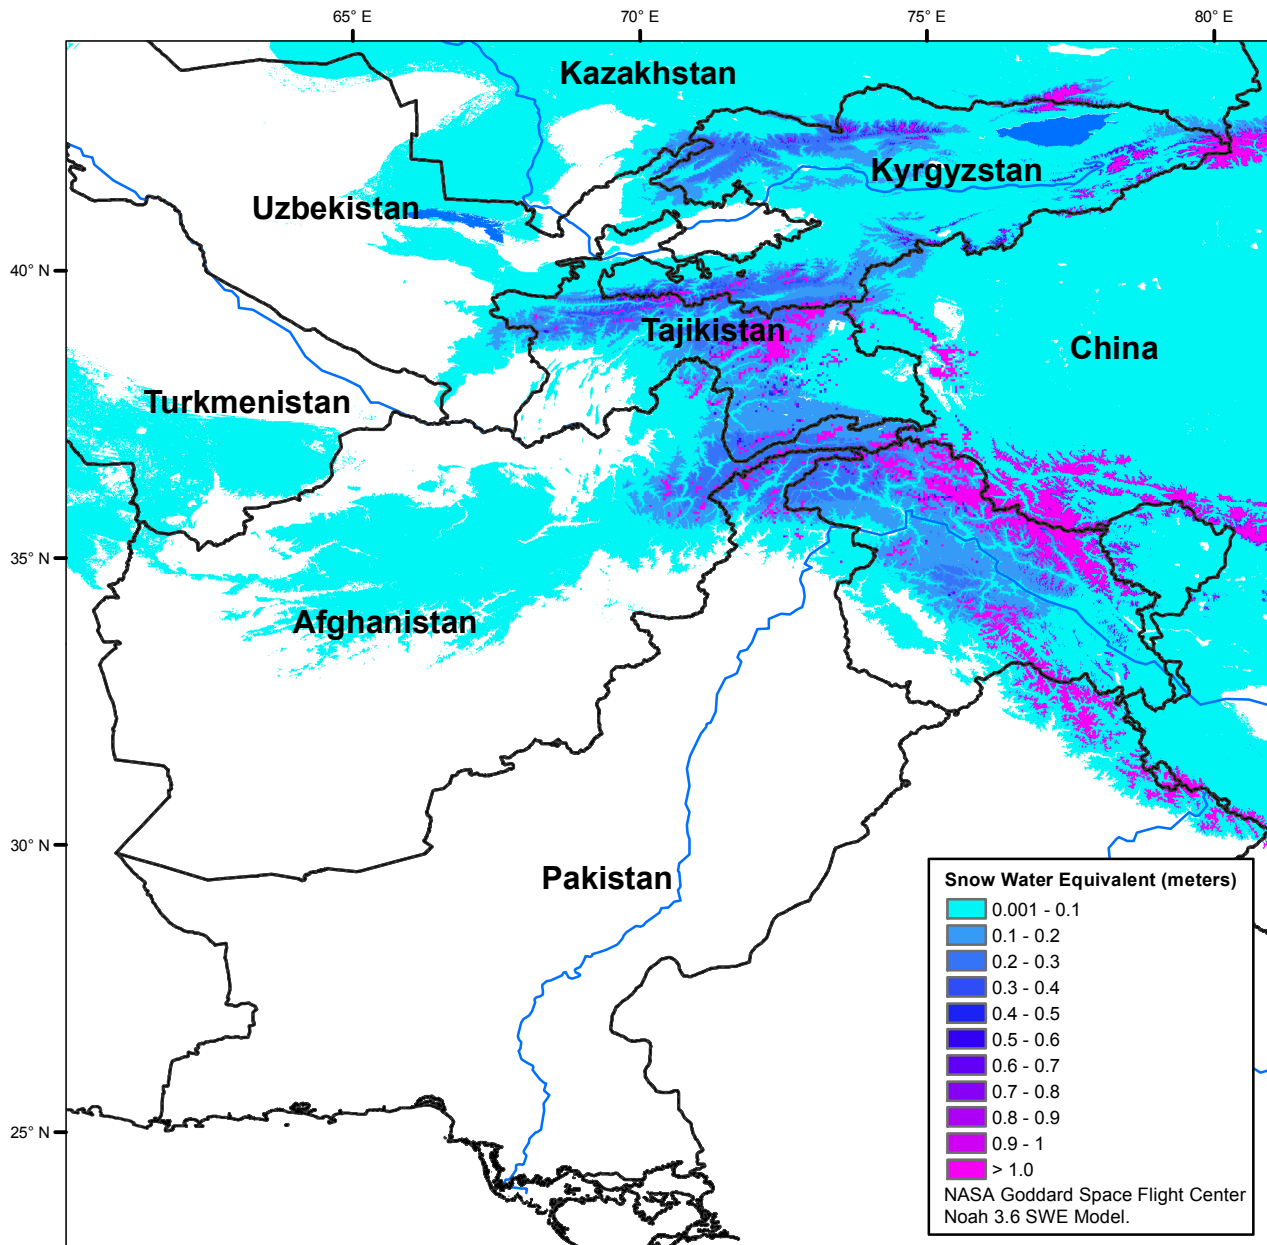 65° E
70° E
75° E
80° E
Kazakhstan
Kyrgyzstan
Uzbekistan
40° N
Tajikistan
China
Turkmenistan
35° N
Afghanistan
30° N
Pakistan
25° N
Snow Water Equivalent (meters)
0.001 - 0.1
0.1 - 0.2
0.2 - 0.3
0.3 - 0.4
0.4 - 0.5
0.5 - 0.6
0.6 - 0.7
0.7 - 0.8
0.8 - 0.9
0.9 - 1
> 1.0
NASA Goddard Space Flight Center
Noah 3.6 SWE Model.